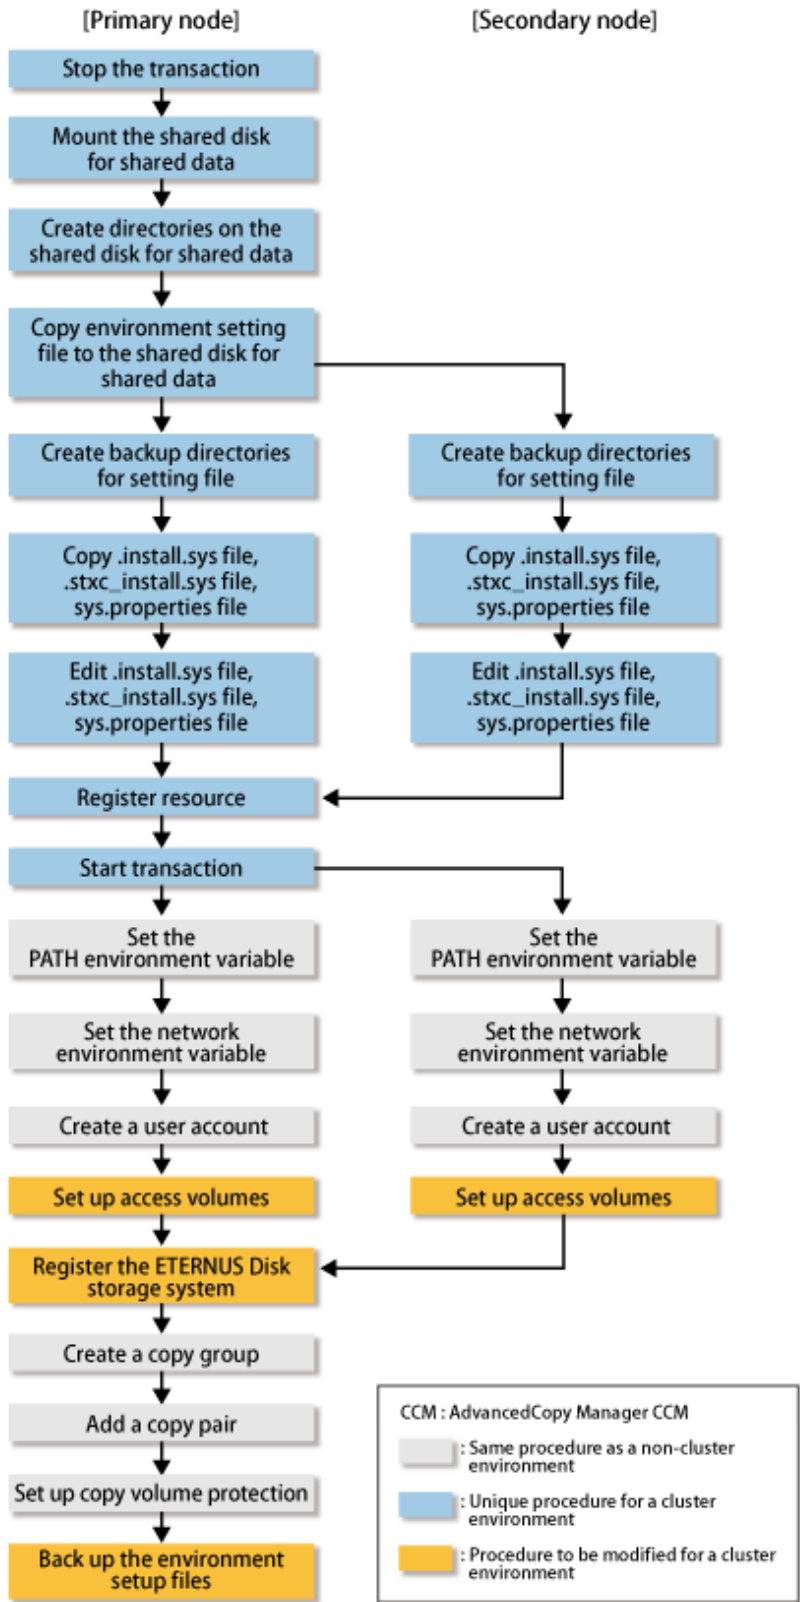 [Primary node]
[Secondary node]
Stop the transaction
Mount the shared disk
for shared data
Create directories on the
shared disk for shared data
Copy environment setting
file to the shared disk for
shared data
Create backup directories
for setting file
Create backup directories
for setting file
Copy .install.sys file,
.stxc_install.sys file,
sys.properties file
Copy .install.sys file,
.stxc_install.sys file,
sys.properties file
Edit .install.sys file,
.stxc_install.sys file,
sys.properties file
Edit .install.sys file,
.stxc_install.sys file,
sys.properties file
Register resource
Start transaction
Set the
PATH environment variable
Set the
PATH environment variable
Set the network
environment variable
Set the network
environment variable
Create a user account
Create a user account
Set up access volumes
Set up access volumes
Register the ETERNUS Disk
storage system
Create a copy group
Add a copy pair
Set up copy volume protection
Back up the environment
setup files
CCM : AdvancedCopy Manager CCM
: Same procedure as a non-cluster
environment
: Unique procedure for a cluster
environment
: Procedure to be modified for a cluster
environment